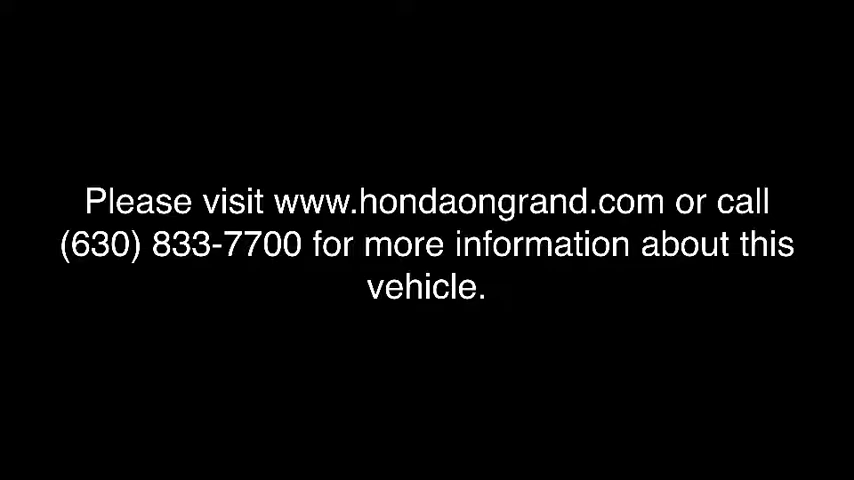 Please visit www.hondaongrand.com or call
(630) 833-7700 for more information about this
vehicle.